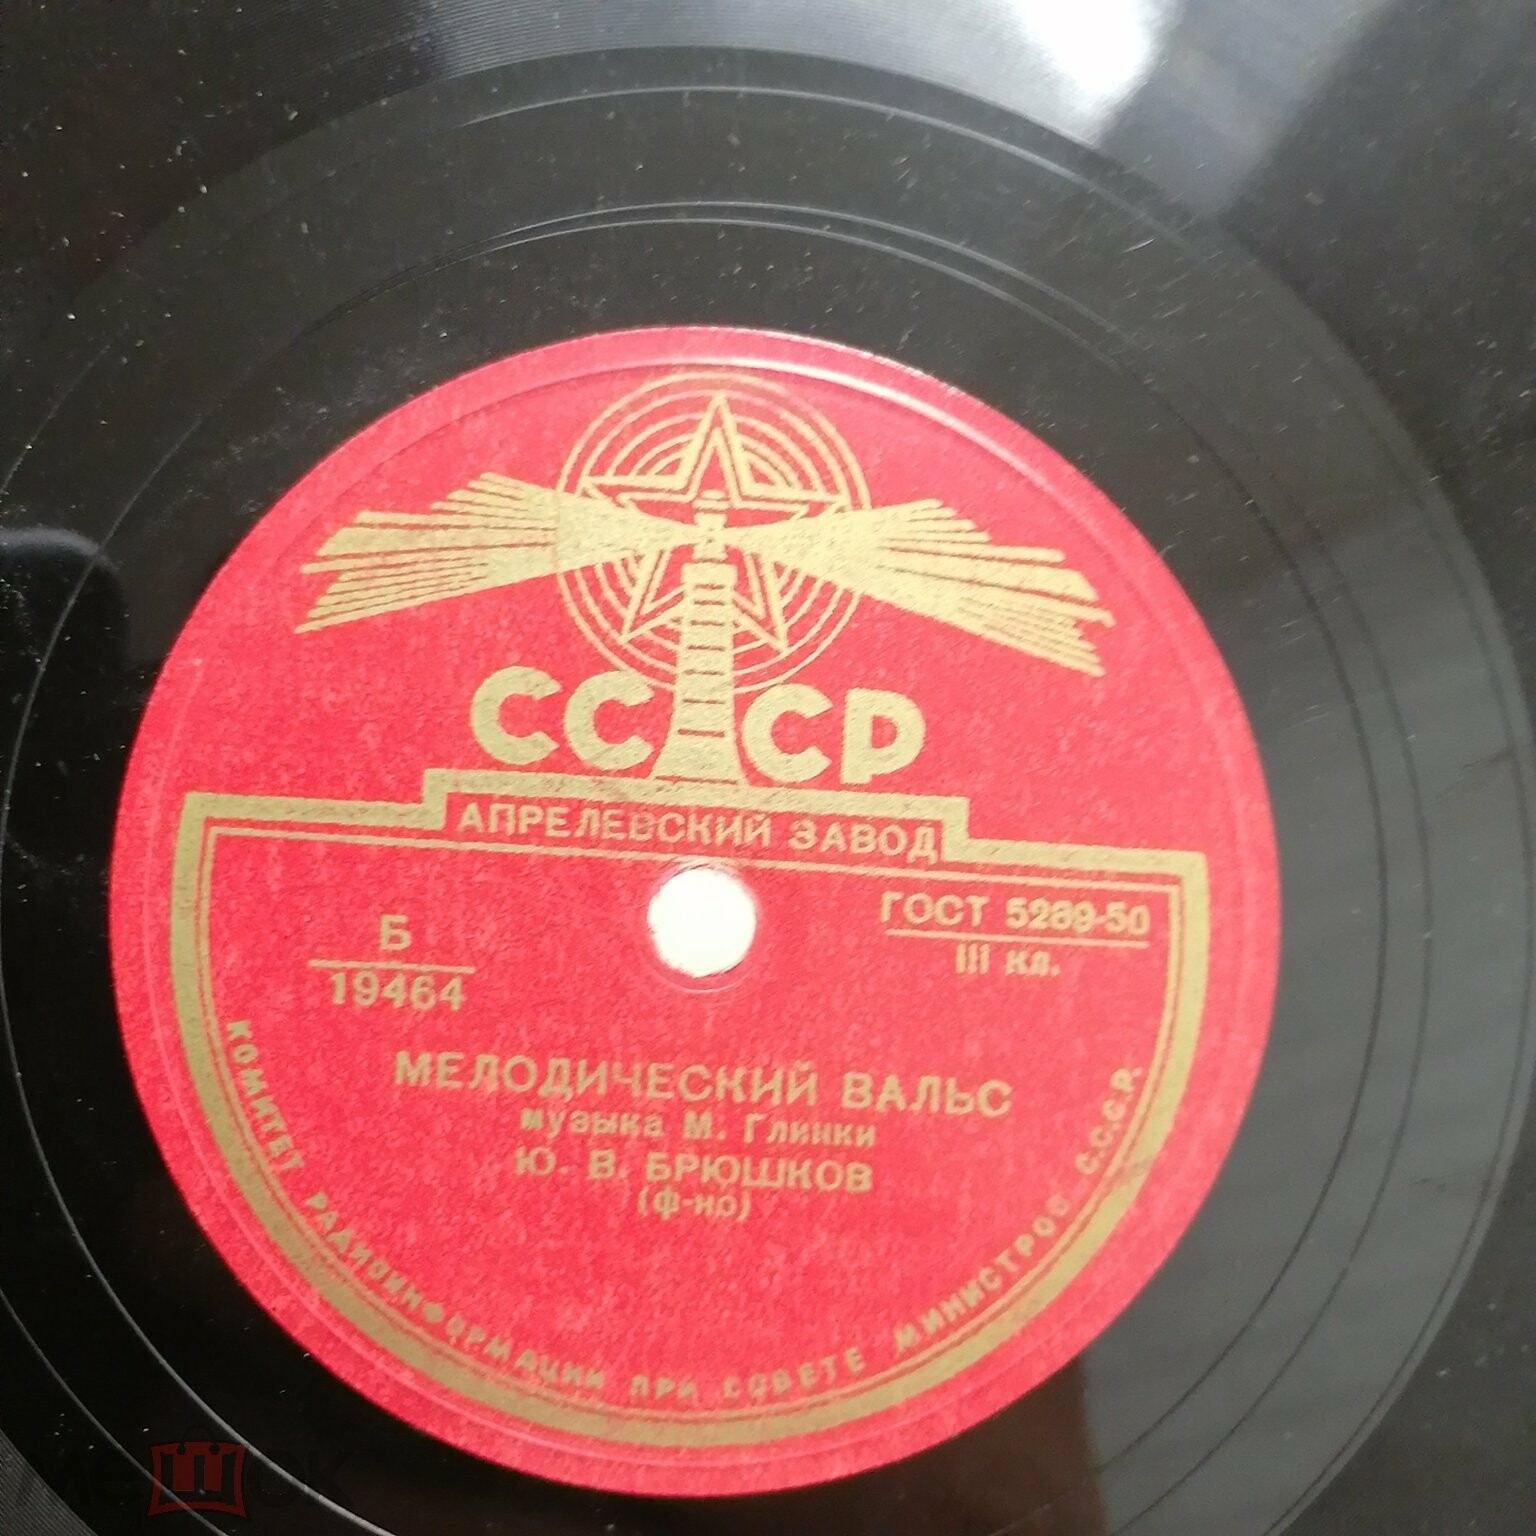 СССР
АПРЕЛЕВСКИЙ ЗАВОД
Б
19464
ГОСТ 5289-50
III кл.
МЕЛОДИЧЕСКИЙ ВАЛЬС
музыка М. Глинки
Ю. В. БРЮШКОВ
(ф-но)
КОМИТЕТ РАДИОИНФОРМАЦИИ ПРИ СОВЕТЕ МИНИСТРОВ С.С.С.Р.
мешок